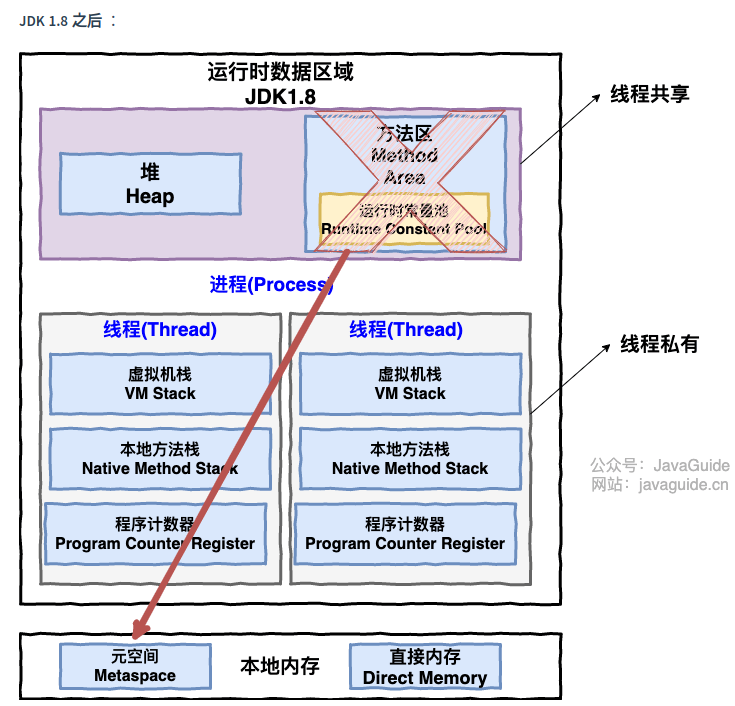 JDK 1.8 之后 ：
运行时数据区域
JDK1.8
线程共享
堆
Heap
方法区
Method
Area
运行时常量池
Runtime Constant Pool
进程(Process)
线程(Thread)
虚拟机栈
VM Stack
本地方法栈
Native Method Stack
程序计数器
Program Counter Register
线程(Thread)
虚拟机栈
VM Stack
本地方法栈
Native Method Stack
程序计数器
Program Counter Register
线程私有
公众号：JavaGuide
网站：javaguide.cn
元空间
Metaspace
本地内存
直接内存
Direct Memory